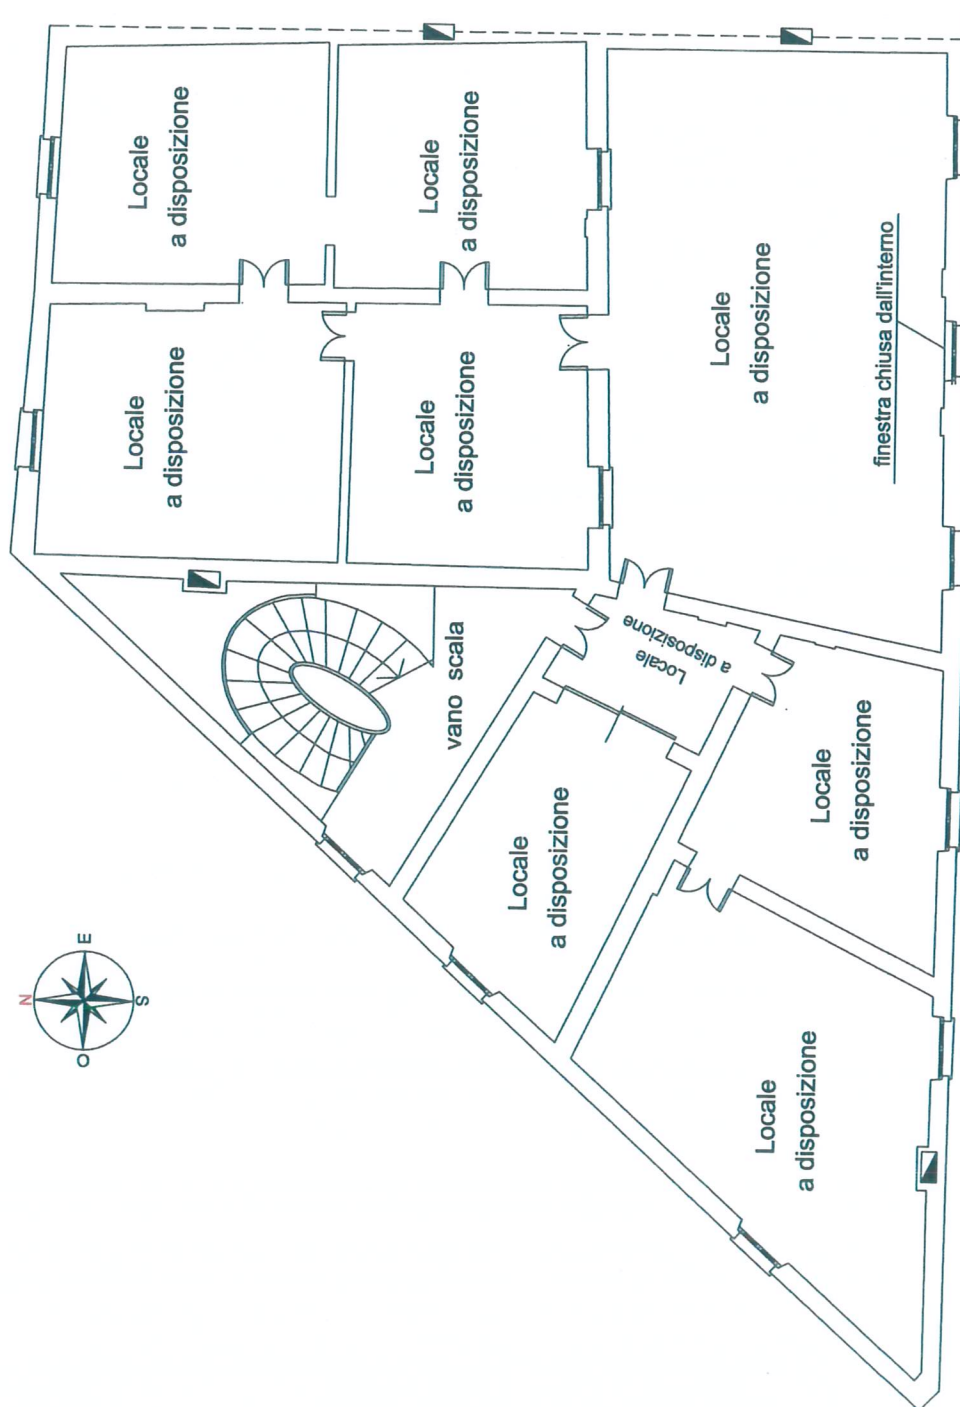 Locale
a disposizione
Locale
a disposizione
Locale
a disposizione
Locale
a disposizione
Locale
a disposizione
finestra chiusa dall'interno
vano scala
Locale
a disposizione
Locale
a disposizione
Locale
a disposizione
Locale
a disposizione
N
E
S
O